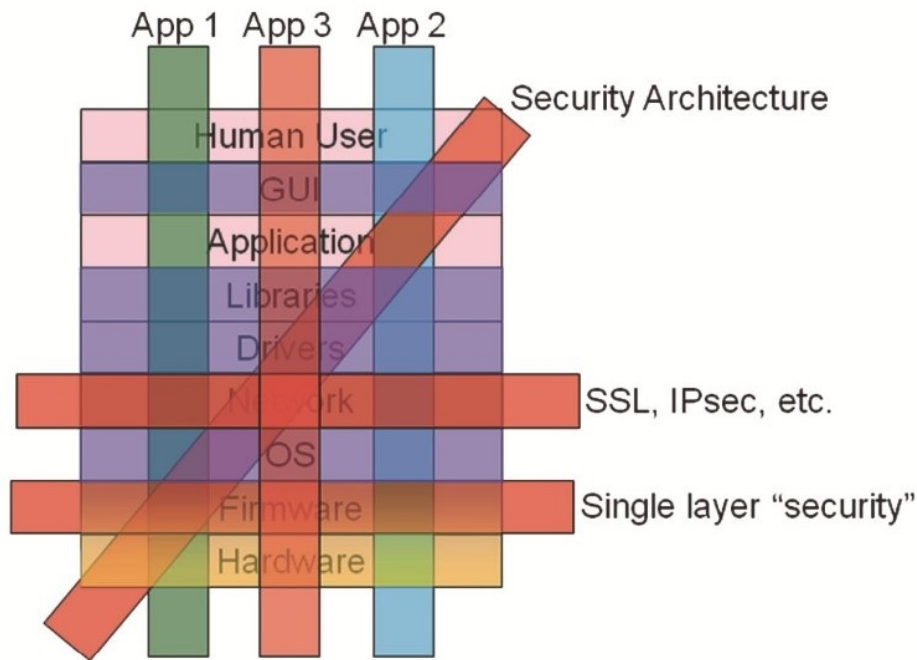 App 1 App 3 App 2
Security Architecture
Human User
GUI
Application
Libraries
Drivers
Network
SSL, IPsec, etc.
OS
Firmware
Single layer “security”
Hardware